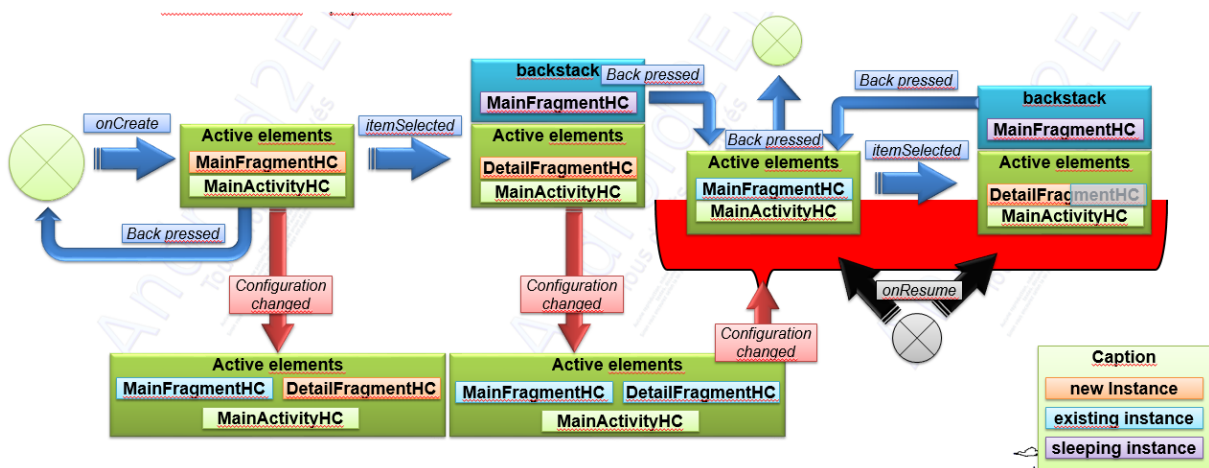 backstack
Back pressed
Back pressed
backstack
MainFragmentHC
MainFragmentHC
onCreate
Active elements
itemSelected
Active elements
Back pressed
Active elements
itemSelected
Active elements
MainFragmentHC
DetailFragmentHC
MainFragmentHC
DetailFragmentHC
MainActivityHC
MainActivityHC
MainActivityHC
MainActivityHC
Back pressed
Configuration
changed
Configuration
changed
onResume
Configuration
changed
Active elements
Active elements
MainFragmentHC
DetailFragmentHC
MainFragmentHC
DetailFragmentHC
MainActivityHC
MainActivityHC
Caption
new Instance
existing instance
sleeping instance